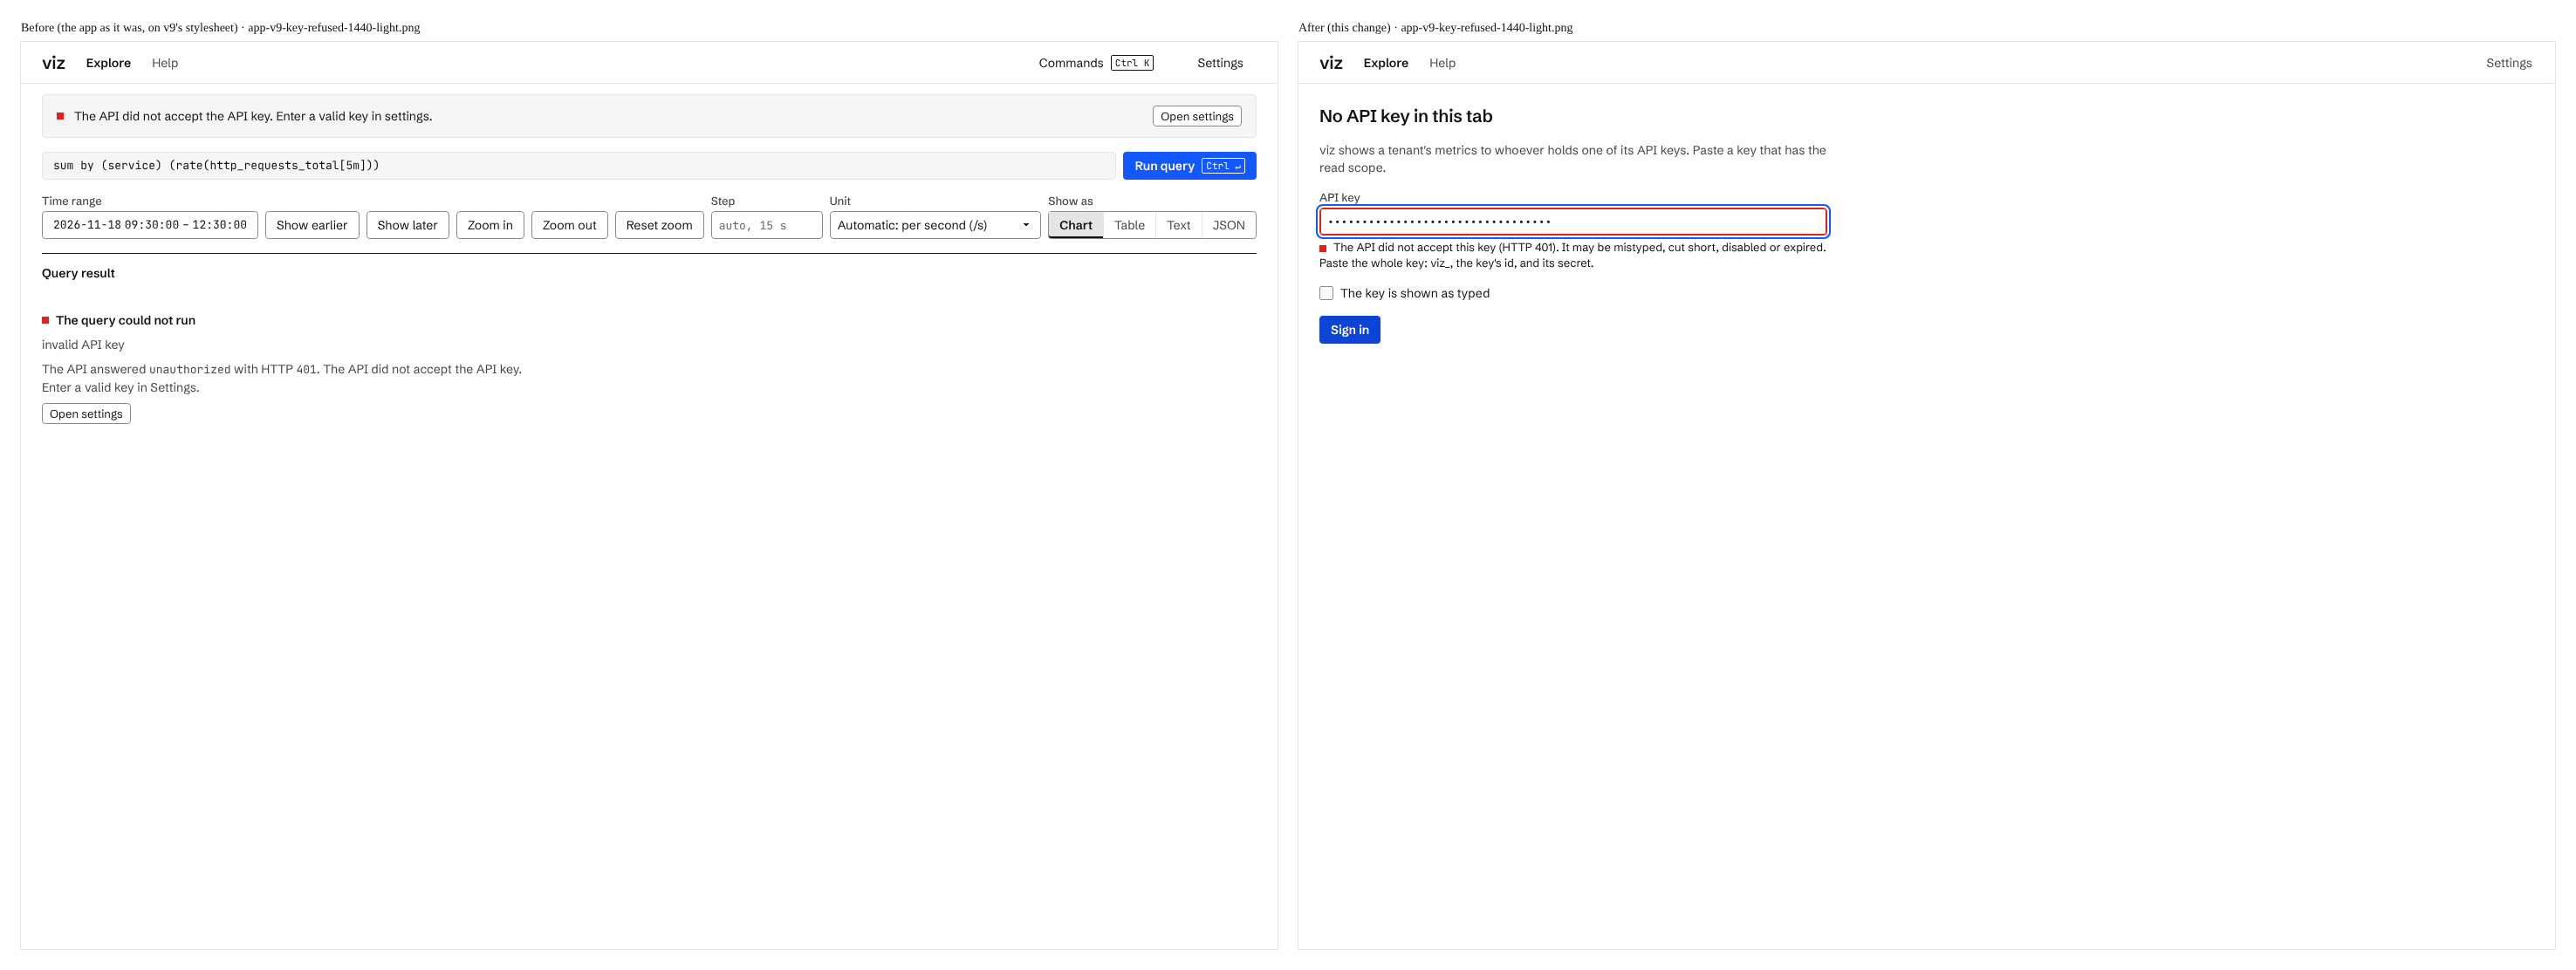 Before (the app as it was, on v9's stylesheet) · app-v9-key-refused-1440-light.png
viz Explore Help Commands Ctrl K Settings
The API did not accept the API key. Enter a valid key in settings. Open settings
sum by (service) (rate(http_requests_total[5m])) Run query Ctrl ↵
Time range Step Unit Show as
2026-11-18 09:30:00 – 12:30:00 Show earlier Show later Zoom in Zoom out Reset zoom auto, 15 s Automatic: per second (/s) Chart Table Text JSON
Query result
The query could not run
invalid API key
The API answered unauthorized with HTTP 401. The API did not accept the API key.
Enter a valid key in Settings.
Open settings
After (this change) · app-v9-key-refused-1440-light.png
viz Explore Help Settings
No API key in this tab
viz shows a tenant's metrics to whoever holds one of its API keys. Paste a key that has the
read scope.
API key
The API did not accept this key (HTTP 401). It may be mistyped, cut short, disabled or expired.
Paste the whole key: viz_, the key's id, and its secret.
The key is shown as typed
Sign in